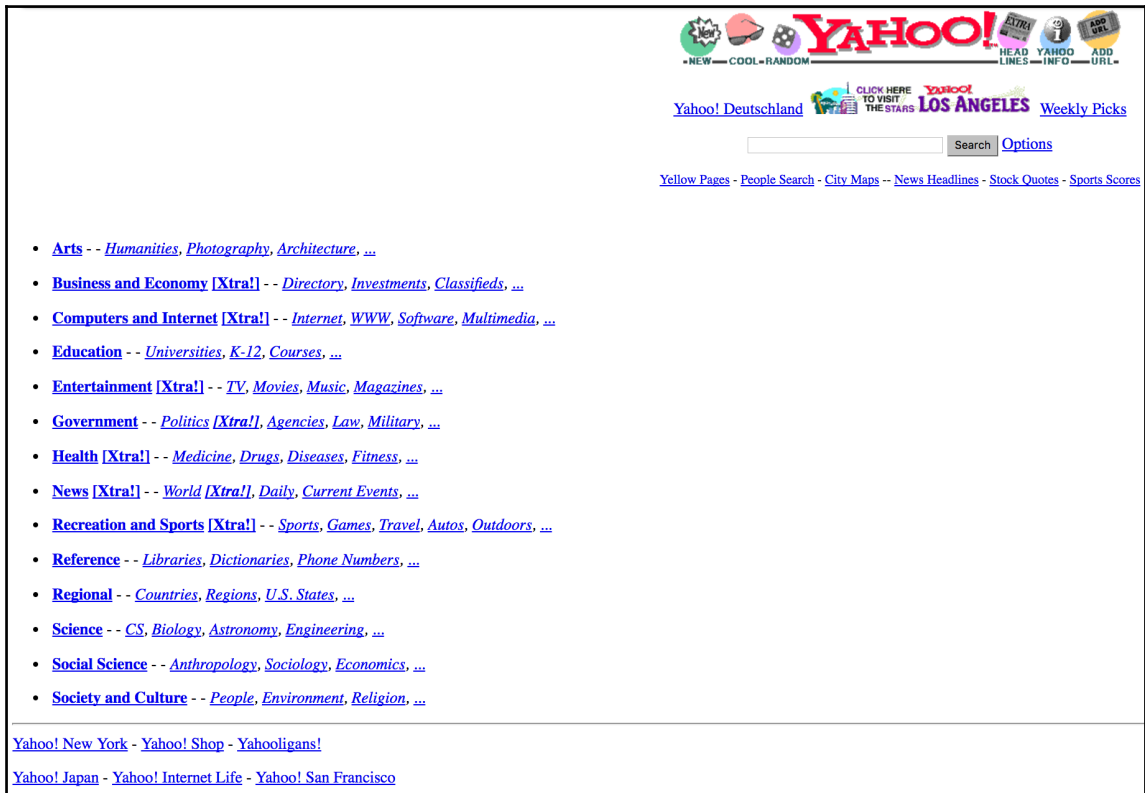 New EXTRA i ADD URL
YAHOO!
NEW COOL RANDOM HEAD LINES YAHOO INFO ADD URL
Yahoo! Deutschland CLICK HERE TO VISIT THE STARS YAHOO! LOS ANGELES Weekly Picks
Search Options
Yellow Pages - People Search - City Maps -- News Headlines - Stock Quotes - Sports Scores
• Arts - - Humanities, Photography, Architecture, ...
• Business and Economy [Xtra!] - - Directory, Investments, Classifieds, ...
• Computers and Internet [Xtra!] - - Internet, WWW, Software, Multimedia, ...
• Education - - Universities, K-12, Courses, ...
• Entertainment [Xtra!] - - TV, Movies, Music, Magazines, ...
• Government - - Politics [Xtra!], Agencies, Law, Military, ...
• Health [Xtra!] - - Medicine, Drugs, Diseases, Fitness, ...
• News [Xtra!] - - World [Xtra!], Daily, Current Events, ...
• Recreation and Sports [Xtra!] - - Sports, Games, Travel, Autos, Outdoors, ...
• Reference - - Libraries, Dictionaries, Phone Numbers, ...
• Regional - - Countries, Regions, U.S. States, ...
• Science - - CS, Biology, Astronomy, Engineering, ...
• Social Science - - Anthropology, Sociology, Economics, ...
• Society and Culture - - People, Environment, Religion, ...
Yahoo! New York - Yahoo! Shop - Yahooligans!
Yahoo! Japan - Yahoo! Internet Life - Yahoo! San Francisco